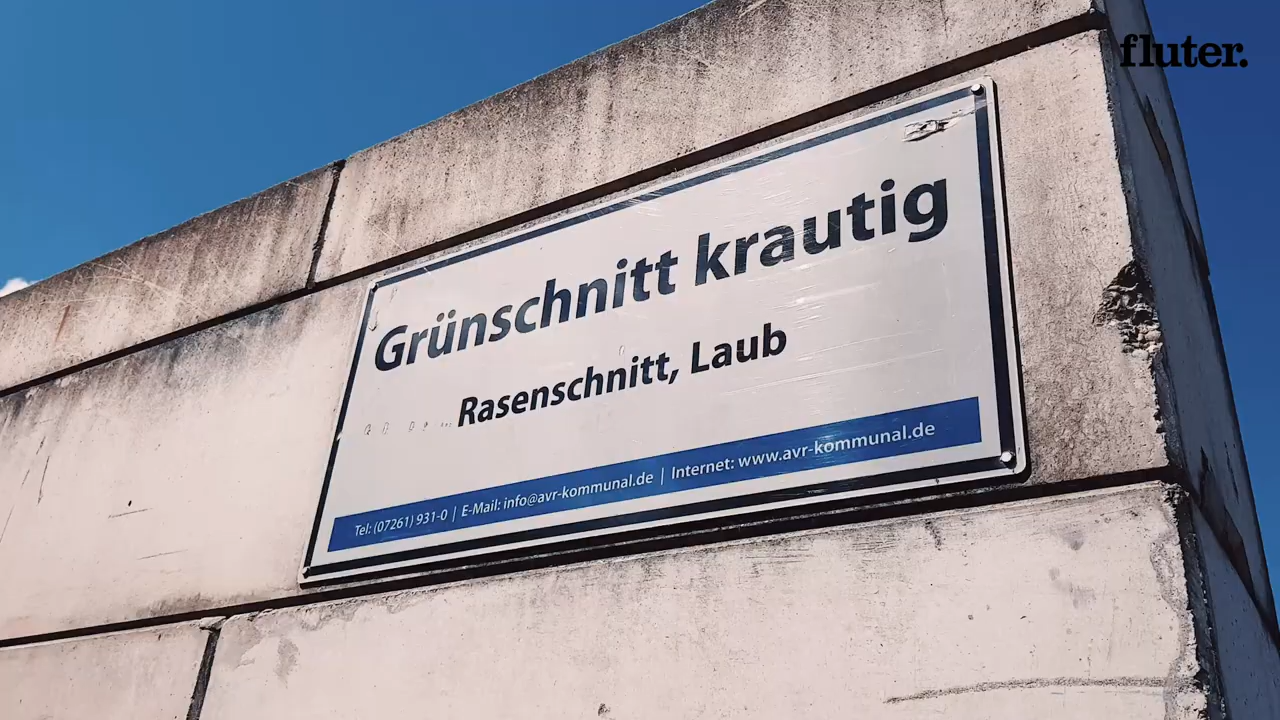 fluter.
Grünschnitt krautig
Rasenschnitt, Laub
Tel: (07261) 931-0 | E-Mail: info@avr-kommunal.de | Internet: www.avr-kommunal.de